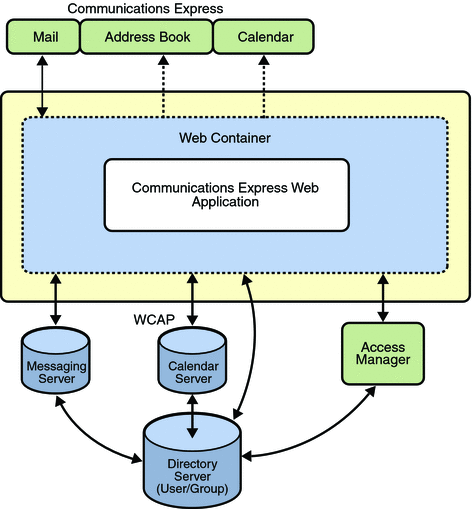 Communications Express
Mail
Address Book
Calendar
Web Container
Communications Express Web
Application
WCAP
Messaging
Server
Calendar
Server
Access
Manager
Directory
Server
(User/Group)